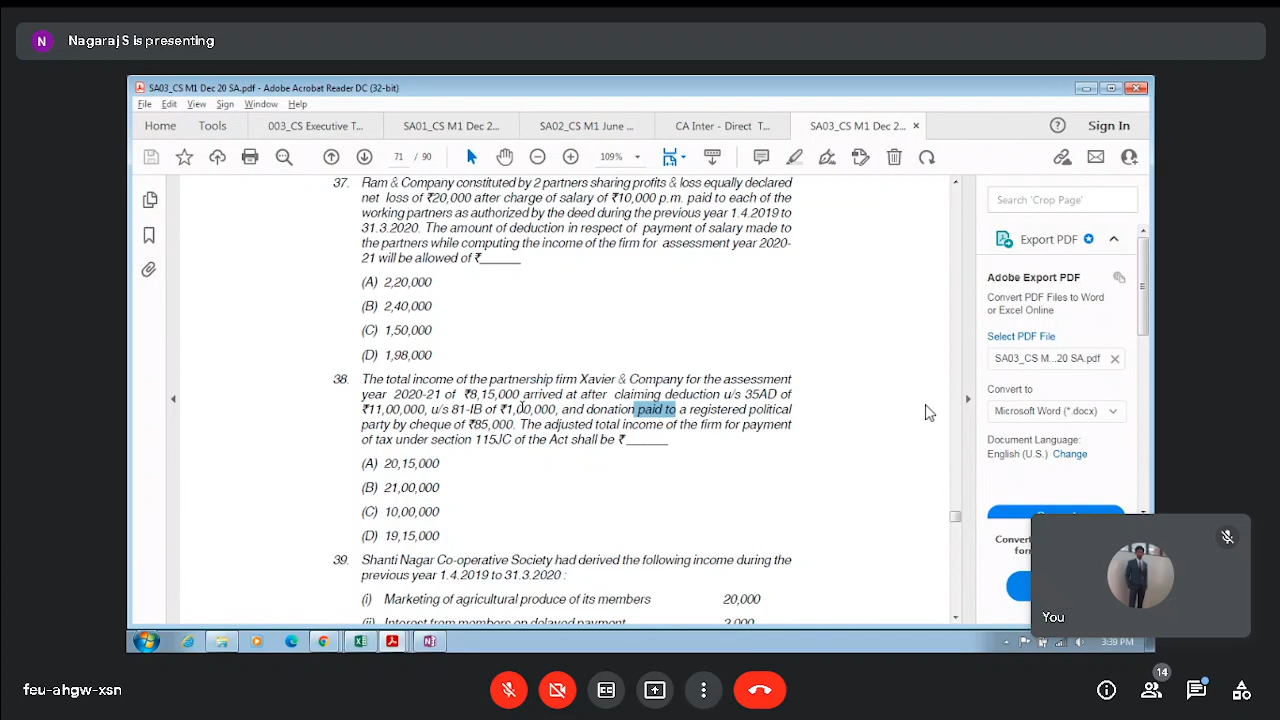 N Nagaraj S is presenting
SA03_CS M1 Dec 20 SA.pdf - Adobe Acrobat Reader DC (32-bit)
File Edit View Sign Window Help
Home Tools 003_CS Executive T... SA01_CS M1 Dec 2... SA02_CS M1 June ... CA Inter - Direct T... SA03_CS M1 Dec 2... × Sign In
71 / 90 109%
37. Ram & Company constituted by 2 partners sharing profits & loss equally declared
net loss of ₹20,000 after charge of salary of ₹10,000 p.m. paid to each of the
working partners as authorized by the deed during the previous year 1.4.2019 to
31.3.2020. The amount of deduction in respect of payment of salary made to
the partners while computing the income of the firm for assessment year 2020-
21 will be allowed of ₹______
(A) 2,20,000
(B) 2,40,000
(C) 1,50,000
(D) 1,98,000
38. The total income of the partnership firm Xavier & Company for the assessment
year 2020-21 of ₹8,15,000 arrived at after claiming deduction u/s 35AD of
₹11,00,000, u/s 81-IB of ₹1,00,000, and donation paid to a registered political
party by cheque of ₹85,000. The adjusted total income of the firm for payment
of tax under section 115JC of the Act shall be ₹______
(A) 20,15,000
(B) 21,00,000
(C) 10,00,000
(D) 19,15,000
39. Shanti Nagar Co-operative Society had derived the following income during the
previous year 1.4.2019 to 31.3.2020 :
(i) Marketing of agricultural produce of its members 20,000
(ii) Interest from members on delayed payment 2,000
Search 'Crop Page'
Export PDF
Adobe Export PDF
Convert PDF Files to Word
or Excel Online
Select PDF File
SA03_CS M...20 SA.pdf
Convert to
Microsoft Word (*.docx)
Document Language:
English (U.S.) Change
You
3:39 PM
feu-ahgw-xsn
14